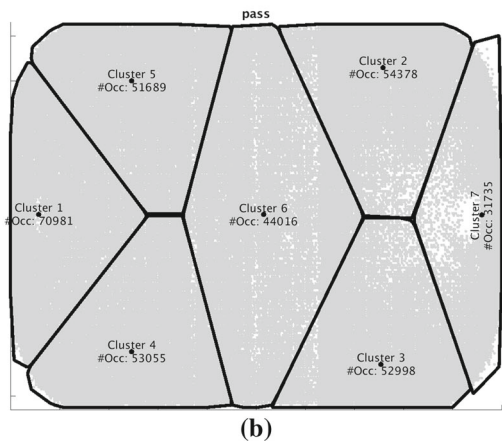 pass
Cluster 5
#Occ: 51689
Cluster 2
#Occ: 54378
Cluster 1
#Occ: 70981
Cluster 6
#Occ: 44016
Cluster 7
#Occ: 31735
Cluster 4
#Occ: 53055
Cluster 3
#Occ: 52998
(b)